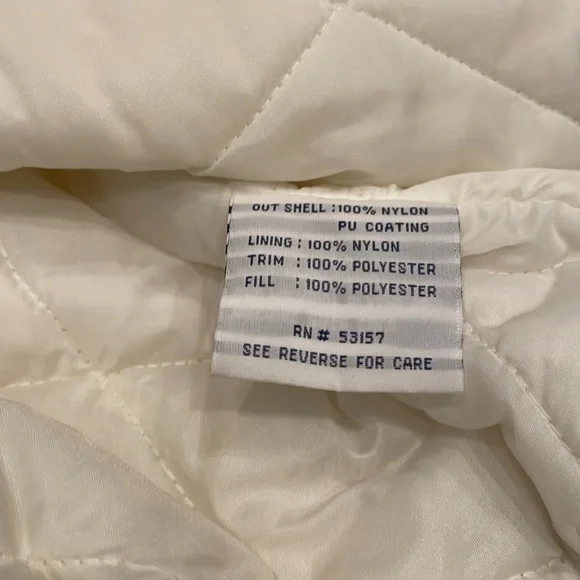 OUT SHELL :100% NYLON
PU COATING
LINING : 100% NYLON
TRIM : 100% POLYESTER
FILL : 100% POLYESTER
RN # 53157
SEE REVERSE FOR CARE